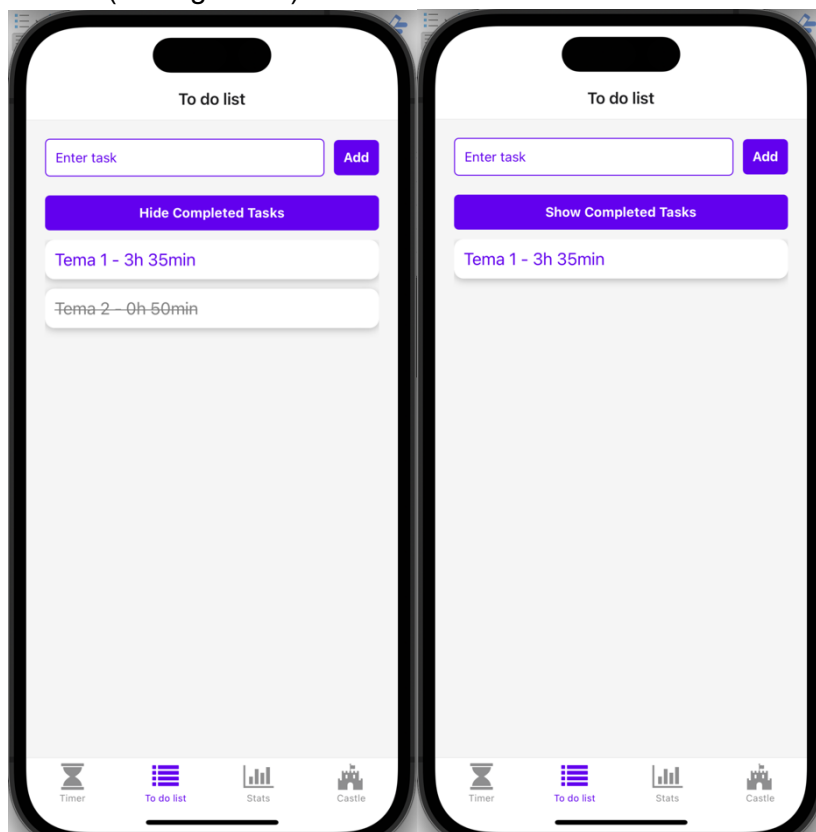 To do list
Enter task
Add
Hide Completed Tasks
Tema 1 - 3h 35min
Tema 2 - 0h 50min
Timer
To do list
Stats
Castle
To do list
Enter task
Add
Show Completed Tasks
Tema 1 - 3h 35min
Timer
To do list
Stats
Castle